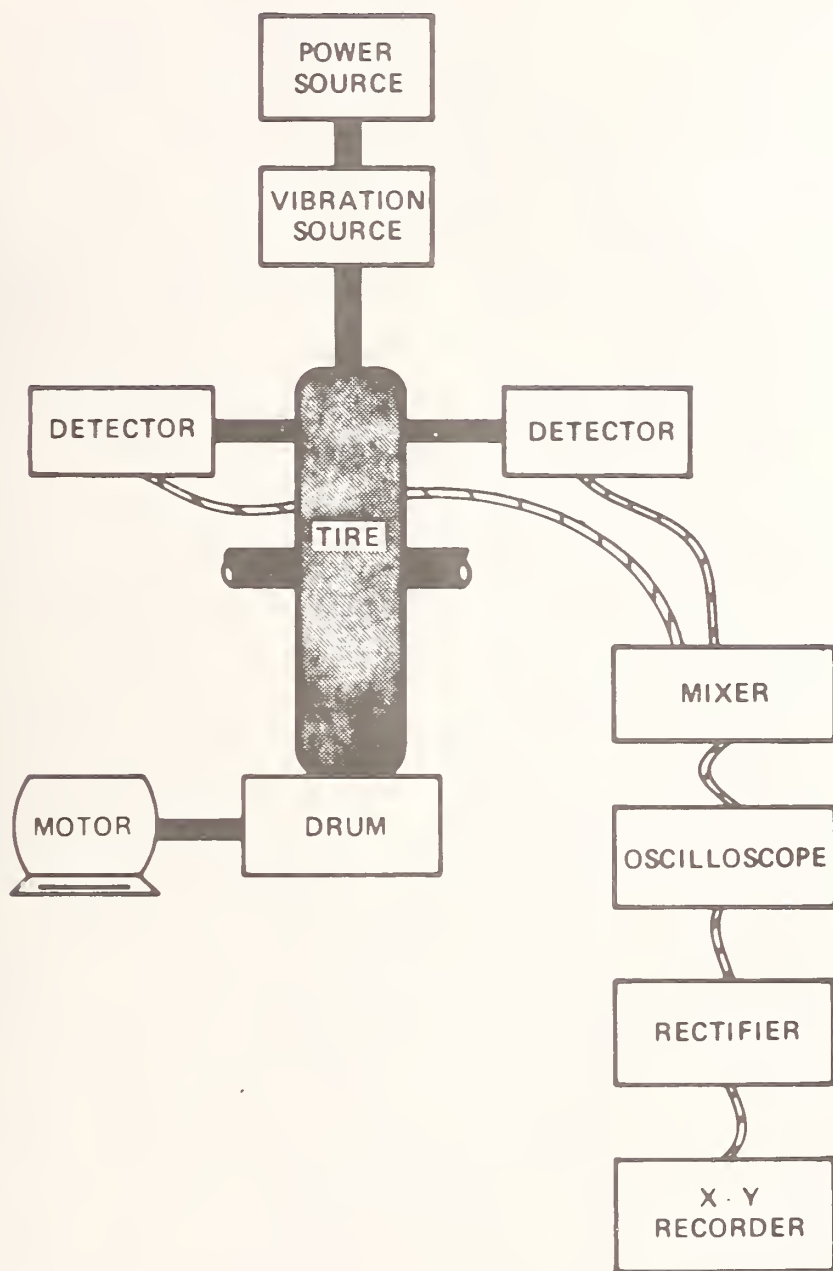 POWER
SOURCE
VIBRATION
SOURCE
DETECTOR
DETECTOR
TIRE
MIXER
MOTOR
DRUM
OSCILLOSCOPE
RECTIFIER
X-Y
RECORDER